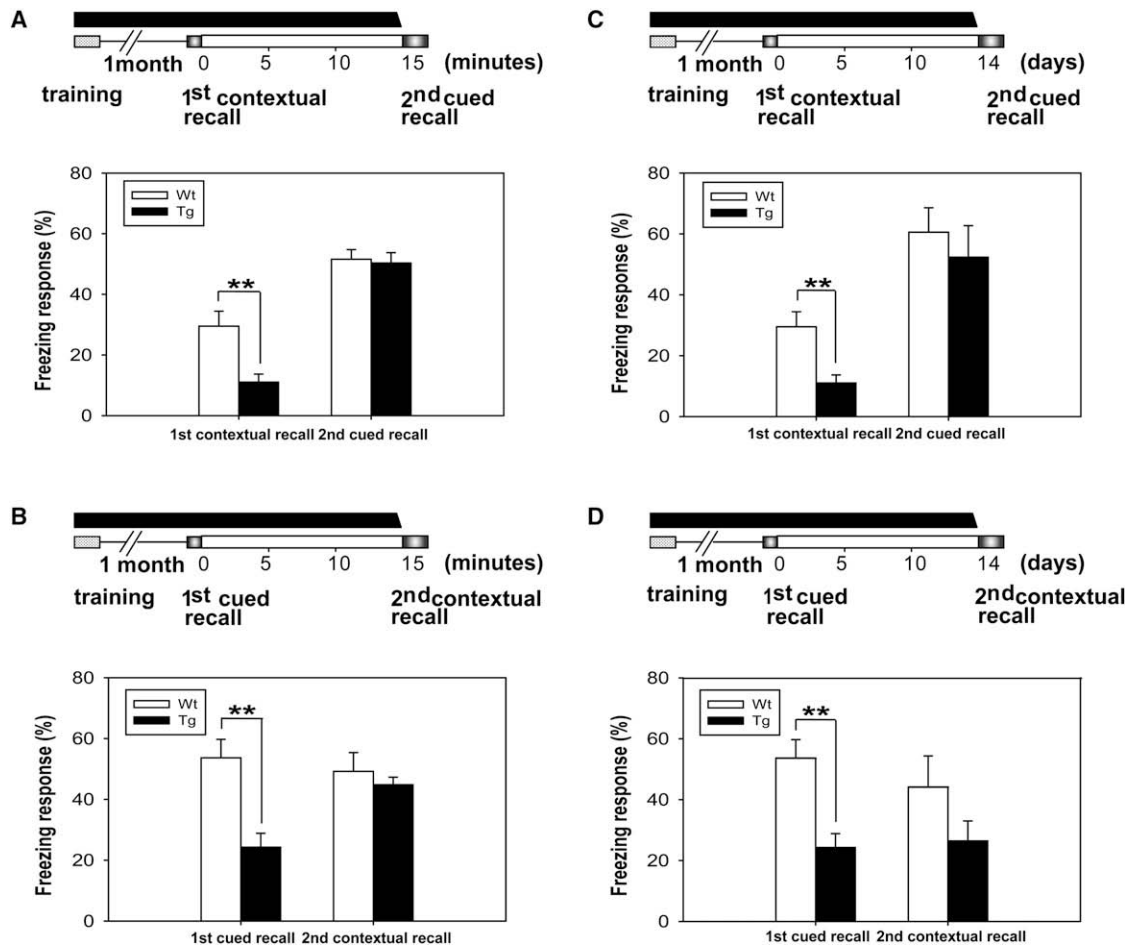 A
1 month 0 5 10 15 (minutes)
training 1st contextual 2nd cued
recall recall
80
60
40
20
0
Freezing response (%)
Wt
Tg
**
1st contextual recall 2nd cued recall
C
1 month 0 5 10 14 (days)
training 1st contextual 2nd cued
recall recall
80
60
40
20
0
Freezing response (%)
Wt
Tg
**
1st contextual recall 2nd cued recall
B
1 month 0 5 10 15 (minutes)
training 1st cued 2nd contextual
recall recall
80
60
40
20
0
Freezing response (%)
Wt
Tg
**
1st cued recall 2nd contextual recall
D
1 month 0 5 10 14 (days)
training 1st cued 2nd contextual
recall recall
80
60
40
20
0
Freezing response (%)
Wt
Tg
**
1st cued recall 2nd contextual recall